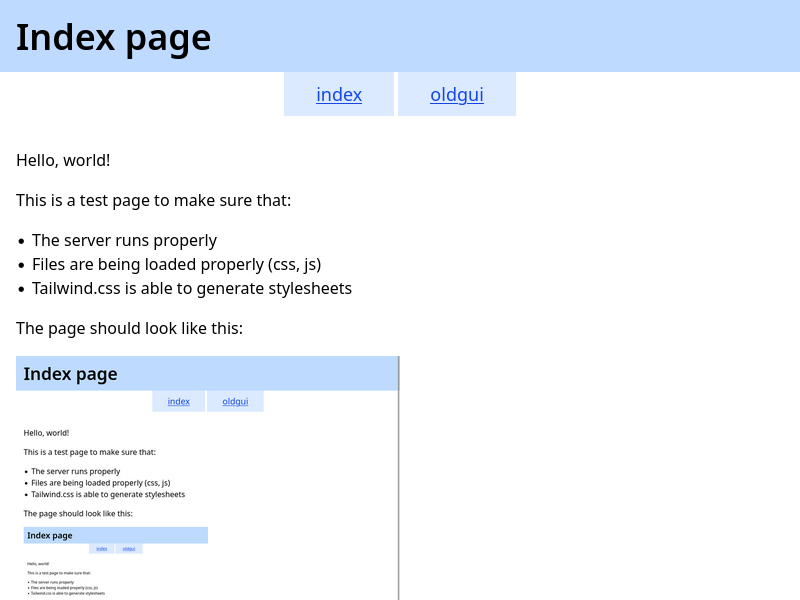 Index page
index oldgui
Hello, world!
This is a test page to make sure that:
• The server runs properly
• Files are being loaded properly (css, js)
• Tailwind.css is able to generate stylesheets
The page should look like this:
Index page
index oldgui
Hello, world!
This is a test page to make sure that:
• The server runs properly
• Files are being loaded properly (css, js)
• Tailwind.css is able to generate stylesheets
The page should look like this:
Index page
index oldgui
Hello, world!
This is a test page to make sure that:
• The server runs properly
• Files are being loaded properly (css, js)
• Tailwind.css is able to generate stylesheets